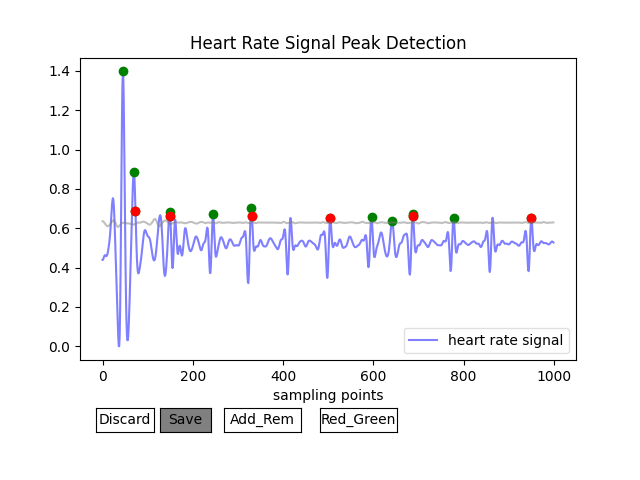 Heart Rate Signal Peak Detection
1.4
1.2
1.0
0.8
0.6
0.4
0.2
0.0
heart rate signal
0 200 400 600 800 1000
sampling points
Discard Save Add_Rem Red_Green